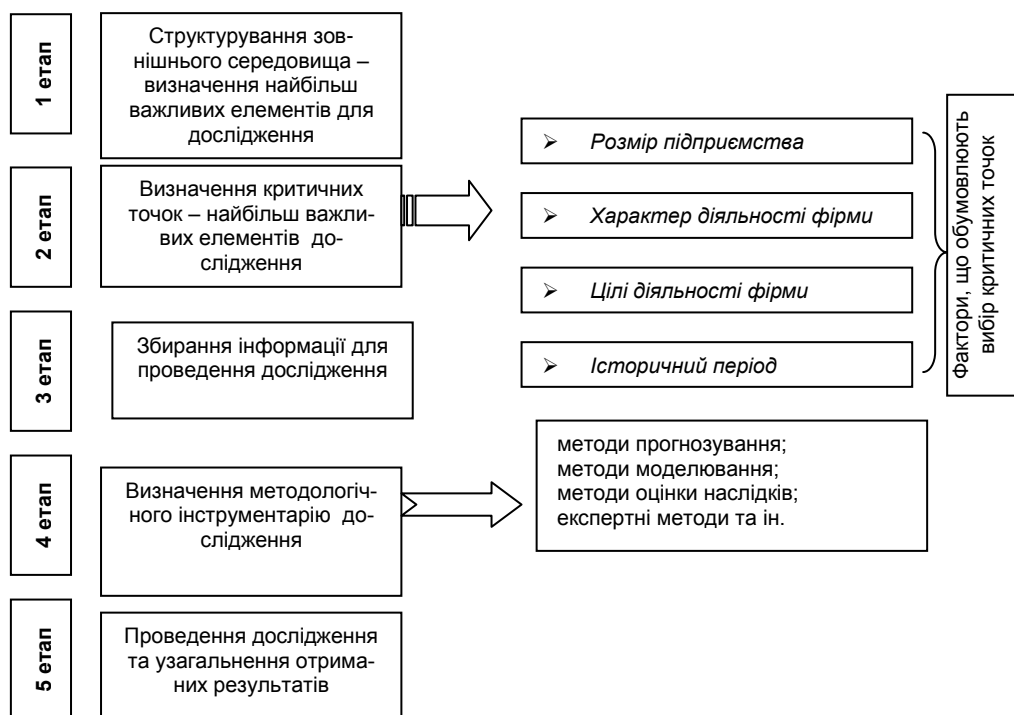 1 етап
Структурування зов-
нішнього середовища –
визначення найбільш
важливих елементів для
дослідження
2 етап
Визначення критичних
точок – найбільш важли-
вих елементів до-
слідження
➢ Розмір підприємства
➢ Характер діяльності фірми
➢ Цілі діяльності фірми
➢ Історичний період
Фактори, що обумовлюють
вибір критичних точок
3 етап
Збирання інформації для
проведення дослідження
4 етап
Визначення методологіч-
ного інструментарію до-
слідження
методи прогнозування;
методи моделювання;
методи оцінки наслідків;
експертні методи та ін.
5 етап
Проведення дослідження
та узагальнення отрима-
них результатів